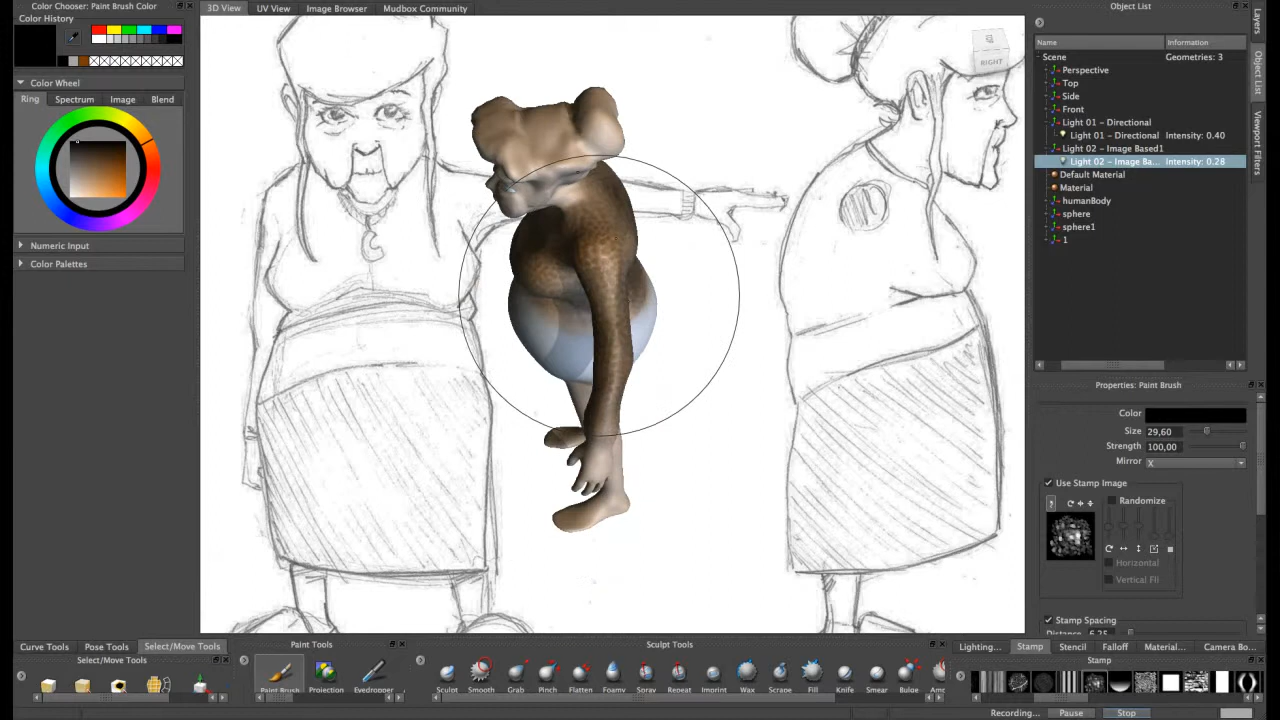 Color Chooser: Paint Brush Color
Color History
Color Wheel
Ring Spectrum Image Blend
Numeric Input
Color Palettes
3D View UV View Image Browser Mudbox Community
RIGHT
Object List
Name Information
Scene Geometries: 3
Perspective
Top
Side
Front
Light 01 – Directional
Light 01 – Directional Intensity: 0.40
Light 02 – Image Based1
Light 02 – Image Ba... Intensity: 0.28
Default Material
Material
humanBody
sphere
sphere1
1
Layers
Object List
Viewport Filters
Properties: Paint Brush
Color
Size 29,60
Strength 100,00
Mirror X
Use Stamp Image
Randomize
Horizontal
Vertical Fli
Stamp Spacing
Distance 6,25
Curve Tools Pose Tools Select/Move Tools
Select/Move Tools
Paint Tools
Paint Brush Projection Eyedropper
Sculpt Tools
Sculpt Smooth Grab Pinch Flatten Foamy Spray Repeat Imprint Wax Scrape Fill Knife Smear Bulge Am
Lighting... Stamp Stencil Falloff Material... Camera Bo...
Stamp
Recording... Pause Stop